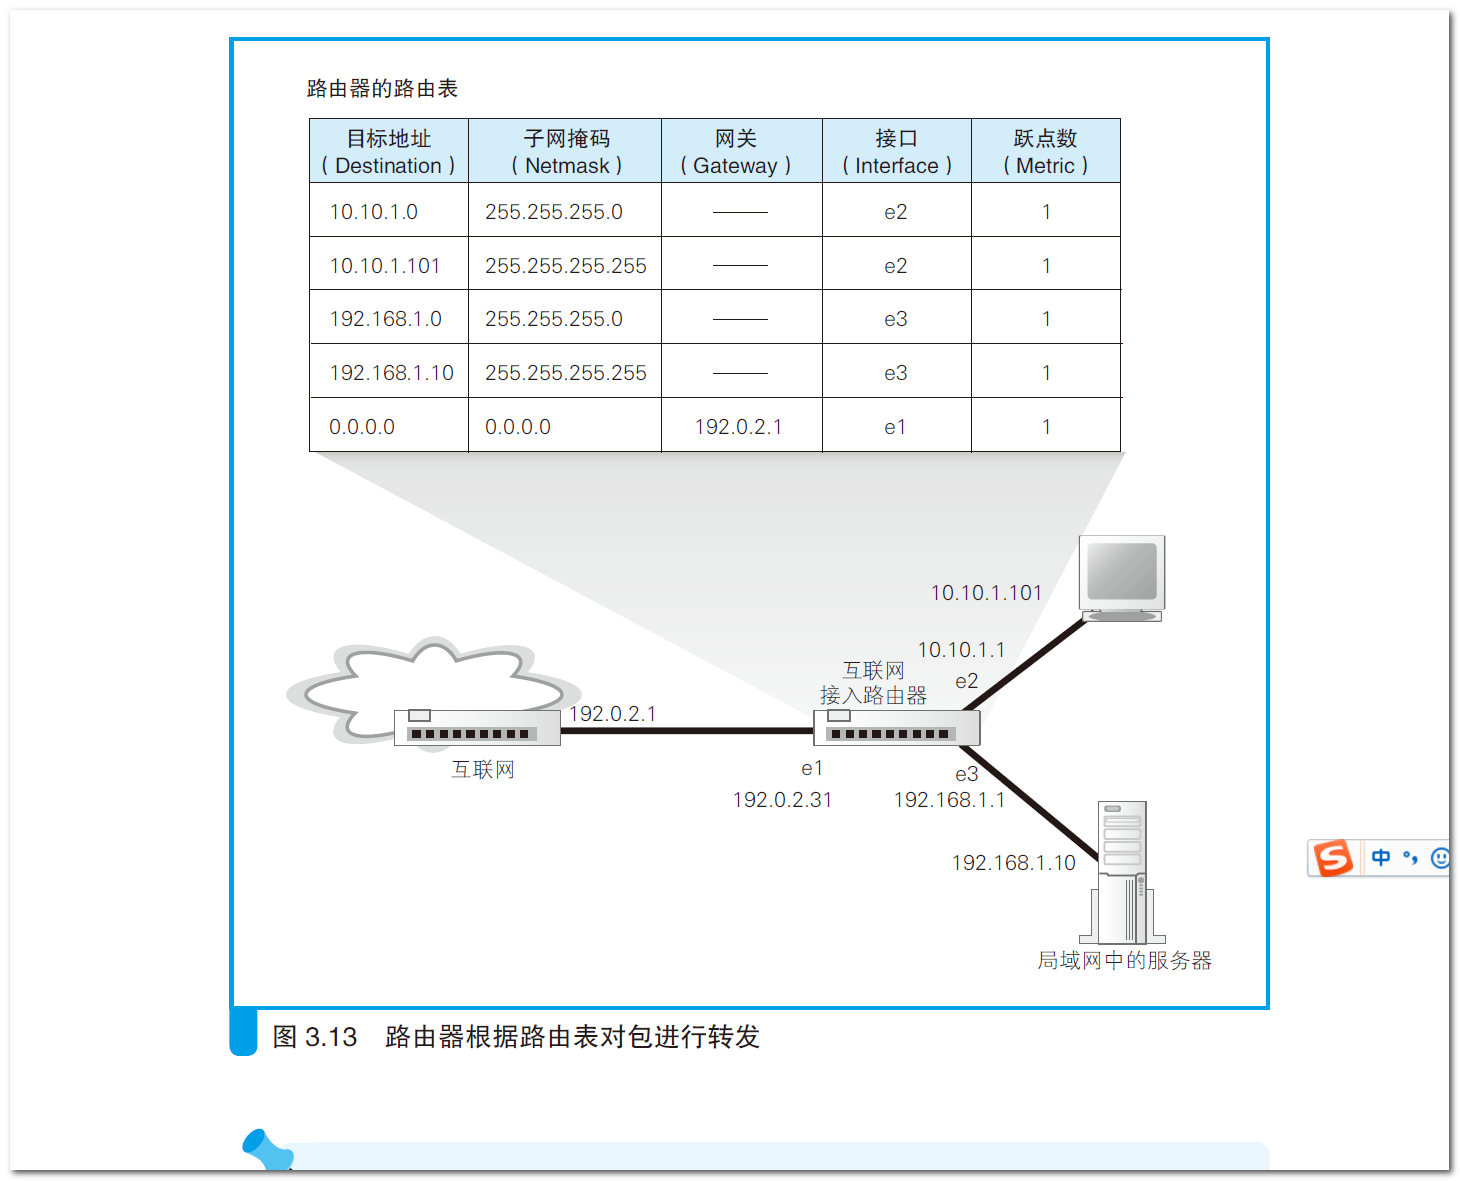 路由器的路由表
目标地址 子网掩码 网关 接口 跃点数
（Destination） （Netmask） （Gateway） （Interface） （Metric）
10.10.1.0 255.255.255.0 —— e2 1
10.10.1.101 255.255.255.255 —— e2 1
192.168.1.0 255.255.255.0 —— e3 1
192.168.1.10 255.255.255.255 —— e3 1
0.0.0.0 0.0.0.0 192.0.2.1 e1 1
10.10.1.101
10.10.1.1
互联网
接入路由器
e2
192.0.2.1
互联网
e1
192.0.2.31
e3
192.168.1.1
192.168.1.10
局域网中的服务器
S 中 °，
图 3.13 路由器根据路由表对包进行转发